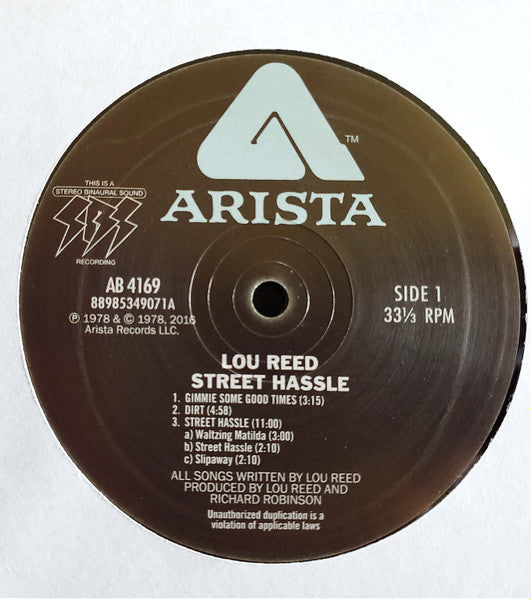 ™
ARISTA
THIS IS A
STEREO BINAURAL SOUND
SBS
RECORDING
AB 4169
88985349071A
℗ 1978 & © 1978, 2016
Arista Records LLC.
SIDE 1
33⅓ RPM
LOU REED
STREET HASSLE
1. GIMMIE SOME GOOD TIMES (3:15)
2. DIRT (4:58)
3. STREET HASSLE (11:00)
a) Waltzing Matilda (3:00)
b) Street Hassle (2:10)
c) Slipaway (2:10)
ALL SONGS WRITTEN BY LOU REED
PRODUCED BY LOU REED AND
RICHARD ROBINSON
Unauthorized duplication is a
violation of applicable laws